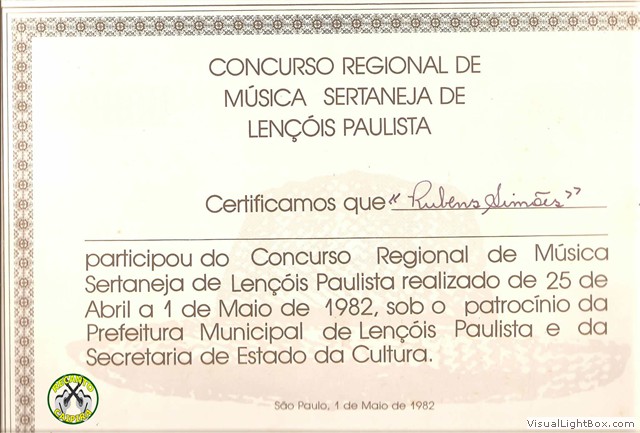 CONCURSO REGIONAL DE
MÚSICA SERTANEJA DE
LENÇÓIS PAULISTA
Certificamos que "Rubens Simões"
participou do Concurso Regional de Música
Sertaneja de Lençóis Paulista realizado de 25 de
Abril a 1 de Maio de 1982, sob o patrocínio da
Prefeitura Municipal de Lençóis Paulista e da
Secretaria de Estado da Cultura.
RECANTO
CAIPIRA
São Paulo, 1 de Maio de 1982
VisualLightBox.com